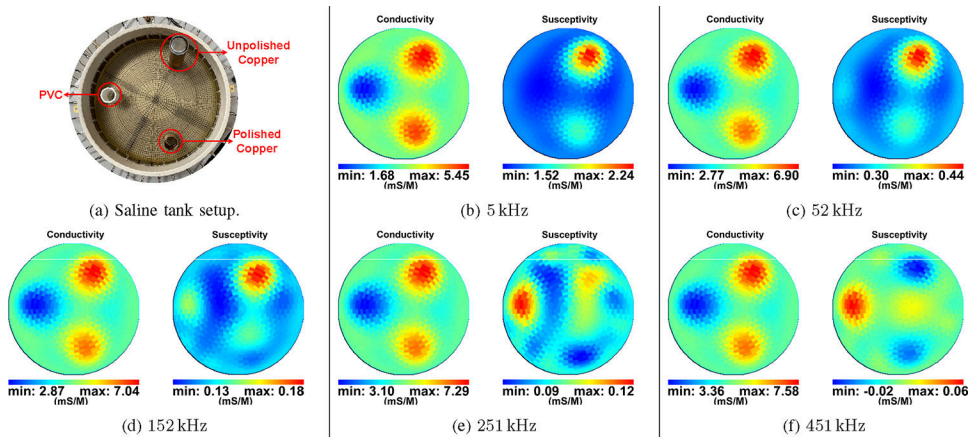 Unpolished
Copper
PVC
Polished
Copper
(a) Saline tank setup.
Conductivity Susceptivity
min: 1.68 max: 5.45 min: 1.52 max: 2.24
(mS/M) (mS/M)
(b) 5 kHz
Conductivity Susceptivity
min: 2.77 max: 6.90 min: 0.30 max: 0.44
(mS/M) (mS/M)
(c) 52 kHz
Conductivity Susceptivity
min: 2.87 max: 7.04 min: 0.13 max: 0.18
(mS/M) (mS/M)
(d) 152 kHz
Conductivity Susceptivity
min: 3.10 max: 7.29 min: 0.09 max: 0.12
(mS/M) (mS/M)
(e) 251 kHz
Conductivity Susceptivity
min: 3.36 max: 7.58 min: -0.02 max: 0.06
(mS/M) (mS/M)
(f) 451 kHz